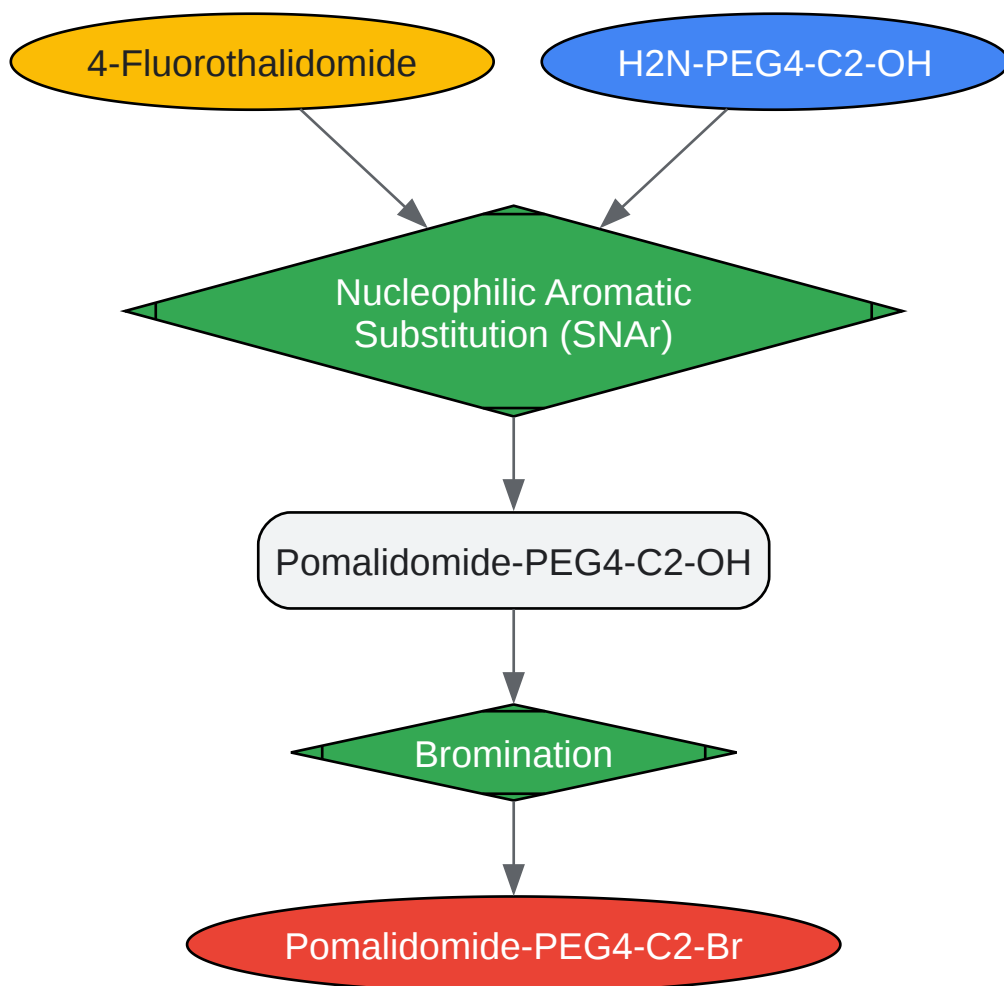 4-Fluorothalidomide
H2N-PEG4-C2-OH
Nucleophilic Aromatic
Substitution (SNAr)
Pomalidomide-PEG4-C2-OH
Bromination
Pomalidomide-PEG4-C2-Br